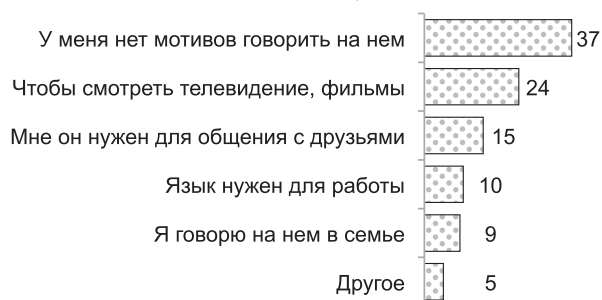 У меня нет мотивов говорить на нем 37
Чтобы смотреть телевидение, фильмы 24
Мне он нужен для общения с друзьями 15
Язык нужен для работы 10
Я говорю на нем в семье 9
Другое 5